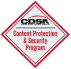 CDSA
Content Protection
& Security
Program